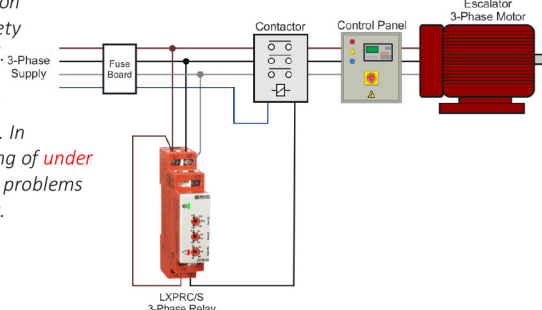 on
ety
3-Phase
Supply
Fuse
Board
Contactor
Control Panel
Escalator
3-Phase Motor
. In
ng of under
problems
LXPRC/S
3-Phase Relay